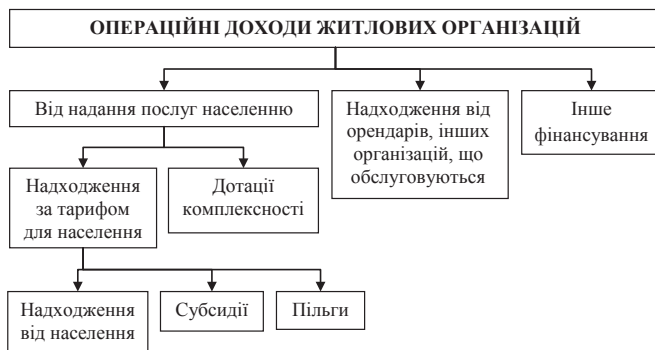 ОПЕРАЦІЙНІ ДОХОДИ ЖИТЛОВИХ ОРГАНІЗАЦІЙ
Від надання послуг населенню
Надходження від
орендарів, інших
організацій, що
обслуговуються
Інше
фінансування
Надходження
за тарифом
для населення
Дотації
комплексності
Надходження
від населення
Субсидії
Пільги